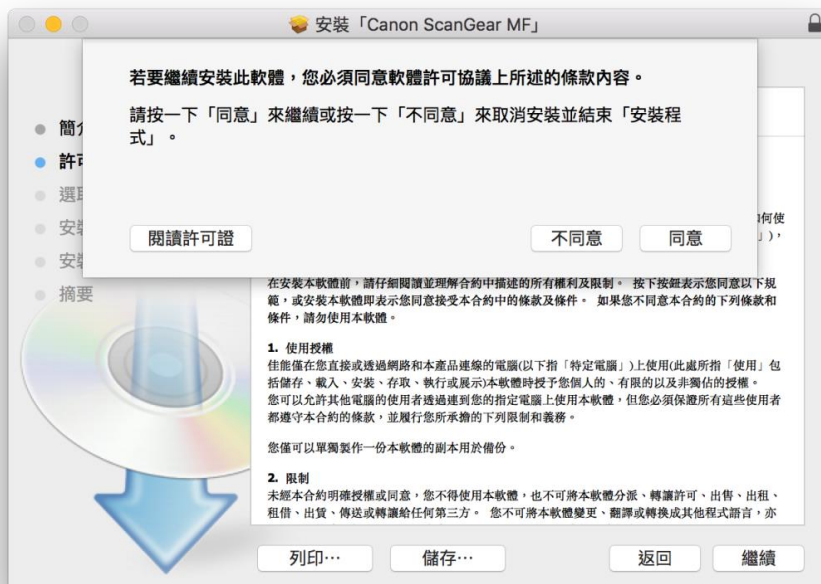 安裝「Canon ScanGear MF」
若要繼續安裝此軟體，您必須同意軟體許可協議上所述的條款內容。
請按一下「同意」來繼續或按一下「不同意」來取消安裝並結束「安裝程
式」。
閱讀許可證
不同意
同意
簡
許
選
安
安
摘要
何使
」)，
在安裝本軟體前，請仔細閱讀並理解合約中描述的所有權利及限制。 按下按鈕表示您同意以下規
範，或安裝本軟體即表示您同意接受本合約中的條款及條件。 如果您不同意本合約的下列條款和
條件，請勿使用本軟體。
1. 使用授權
佳能僅在您直接或透過網路和本產品連線的電腦(以下指「特定電腦」)上使用(此處所指「使用」包
括儲存、載入、安裝、存取、執行或展示)本軟體時授予您個人的、有限的以及非獨佔的授權。
您可以允許其他電腦的使用者透過連到您的指定電腦上使用本軟體，但您必須保證所有這些使用者
都遵守本合約的條款，並履行您所承擔的下列限制和義務。
您僅可以單獨製作一份本軟體的副本用於備份。
2. 限制
未經本合約明確授權或同意，您不得使用本軟體，也不可將本軟體分派、轉讓許可、出售、出租、
租借、出賃、傳送或轉讓給任何第三方。 您不可將本軟體變更、翻譯或轉換成其他程式語言，亦
列印⋯
儲存⋯
返回
繼續